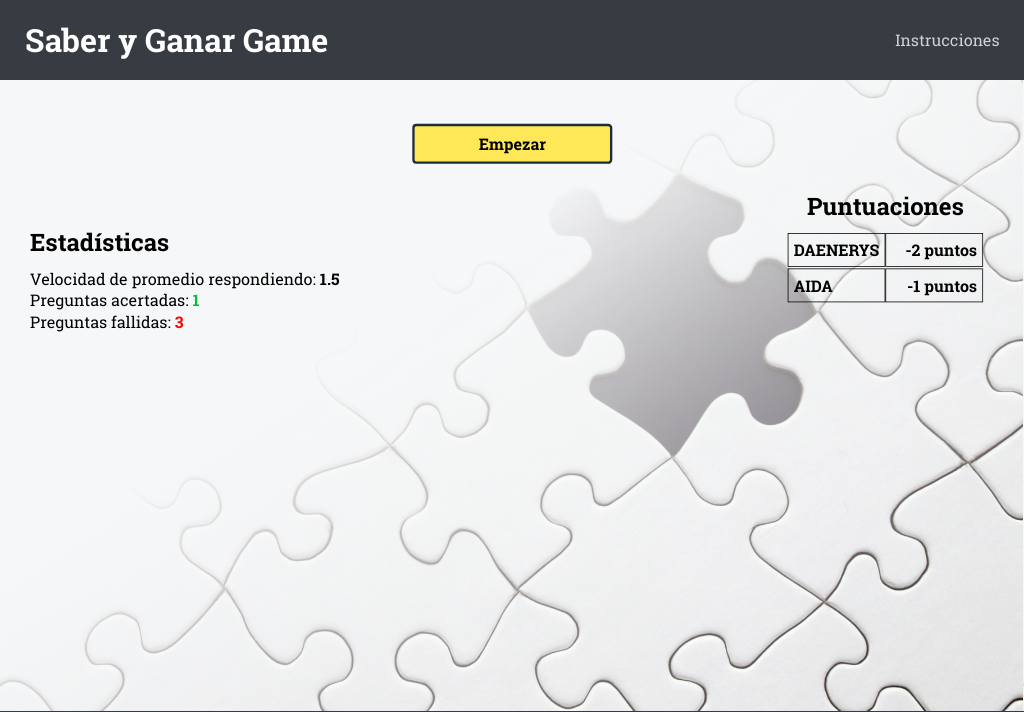 Saber y Ganar Game
Instrucciones
Empezar
Estadísticas
Velocidad de promedio respondiendo: 1.5
Preguntas acertadas: 1
Preguntas fallidas: 3
Puntuaciones
DAENERYS -2 puntos
AIDA -1 puntos